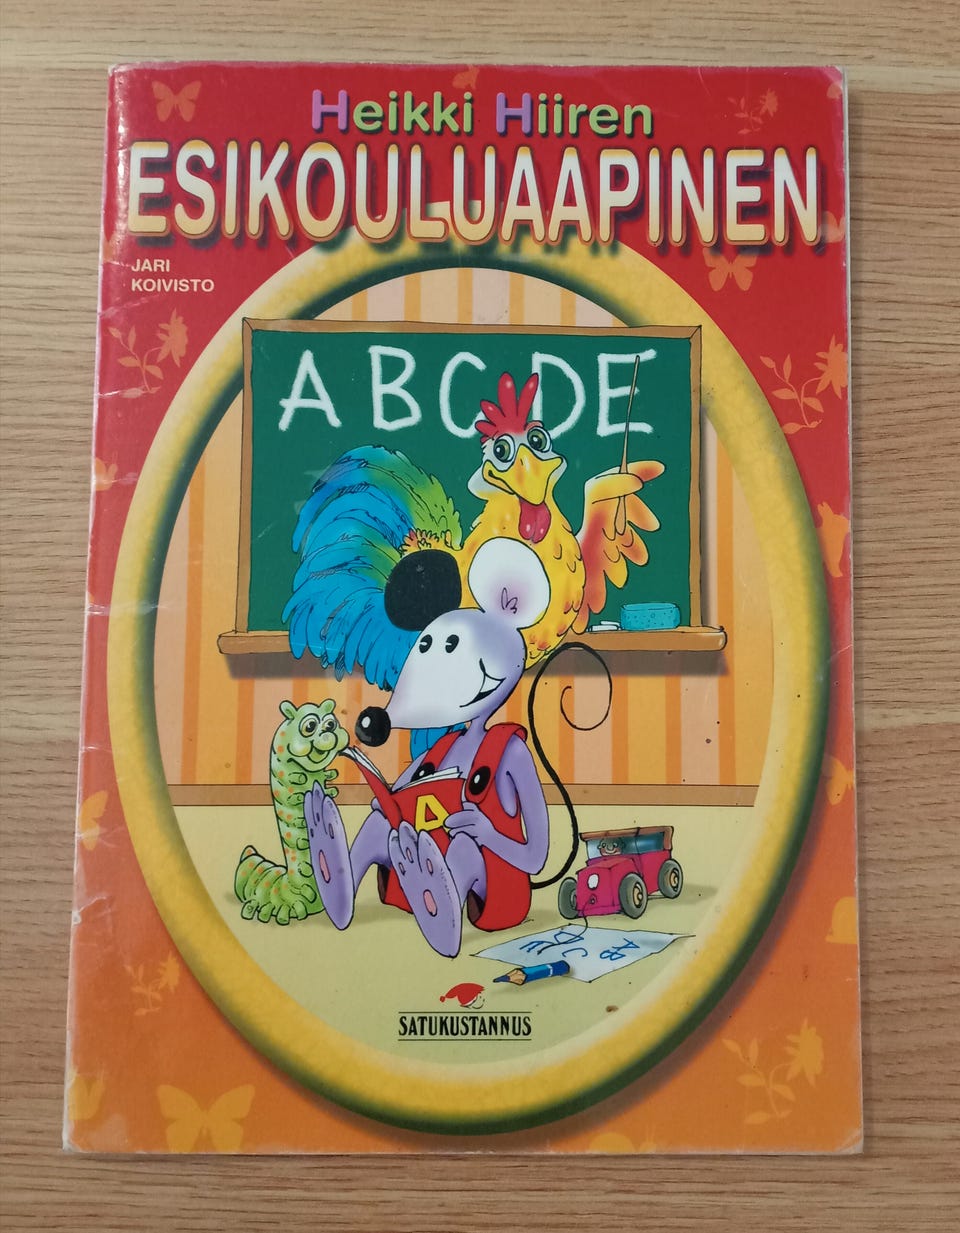 Heikki Hiiren
ESIKOULUAAPINEN
JARI
KOIVISTO
ABCDE
A
SATUKUSTANNUS